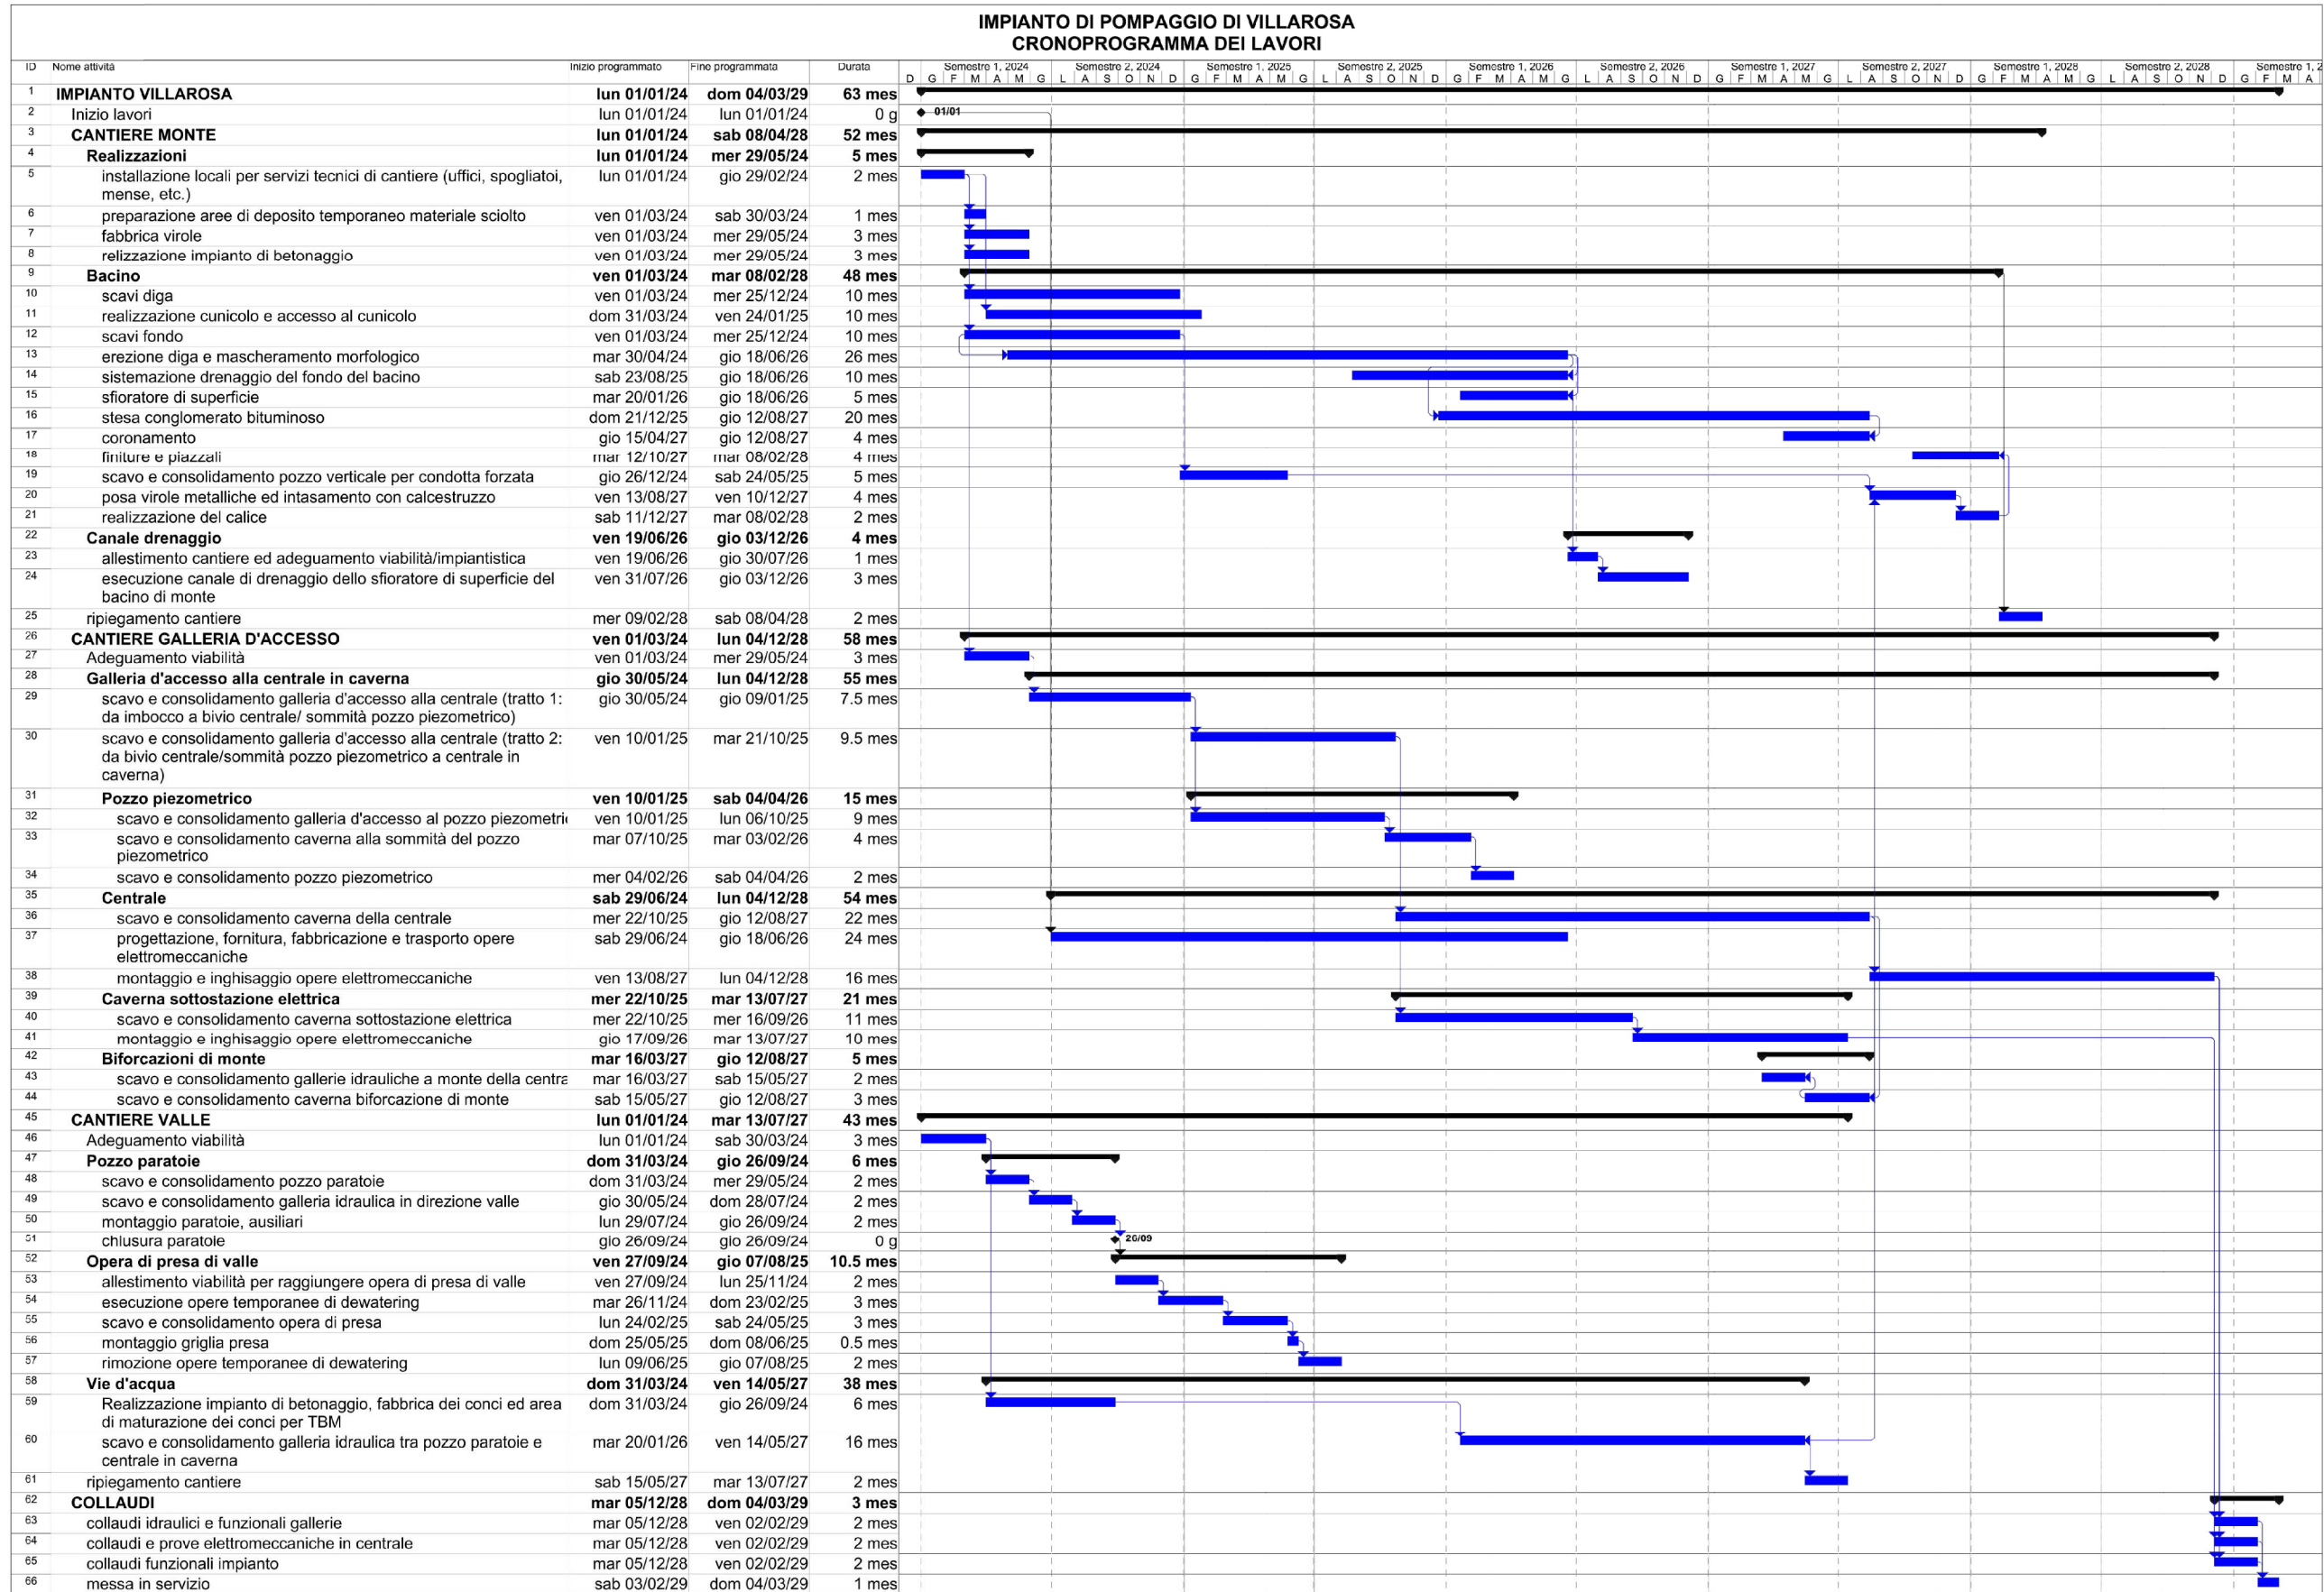 IMPIANTO DI POMPAGGIO DI VILLAROSA
CRONOPROGRAMMA DEI LAVORI
ID Nome attività Inizio programmato Fine programmata Durata Semestre 1, 2024 Semestre 2, 2024 Semestre 1, 2025 Semestre 2, 2025 Semestre 1, 2026 Semestre 2, 2026 Semestre 1, 2027 Semestre 2, 2027 Semestre 1, 2028 Semestre 2, 2028 Semestre 1, 2
D G F M A M G L A S O N D G F M A M G L A S O N D G F M A M G L A S O N D G F M A M G L A S O N D G F M A M G L A S O N D G F M A
1 IMPIANTO VILLAROSA lun 01/01/24 dom 04/03/29 63 mes
2 Inizio lavori lun 01/01/24 lun 01/01/24 0 g 01/01
3 CANTIERE MONTE lun 01/01/24 sab 08/04/28 52 mes
4 Realizzazioni lun 01/01/24 mer 29/05/24 5 mes
5 installazione locali per servizi tecnici di cantiere (uffici, spogliatoi, lun 01/01/24 gio 29/02/24 2 mes
mense, etc.)
6 preparazione aree di deposito temporaneo materiale sciolto ven 01/03/24 sab 30/03/24 1 mes
7 fabbrica virole ven 01/03/24 mer 29/05/24 3 mes
8 relizzazione impianto di betonaggio ven 01/03/24 mer 29/05/24 3 mes
9 Bacino ven 01/03/24 mar 08/02/28 48 mes
10 scavi diga ven 01/03/24 mer 25/12/24 10 mes
11 realizzazione cunicolo e accesso al cunicolo dom 31/03/24 ven 24/01/25 10 mes
12 scavi fondo ven 01/03/24 mer 25/12/24 10 mes
13 erezione diga e mascheramento morfologico mar 30/04/24 gio 18/06/26 26 mes
14 sistemazione drenaggio del fondo del bacino sab 23/08/25 gio 18/06/26 10 mes
15 sfioratore di superficie mar 20/01/26 gio 18/06/26 5 mes
16 stesa conglomerato bituminoso dom 21/12/25 gio 12/08/27 20 mes
17 coronamento gio 15/04/27 gio 12/08/27 4 mes
18 finiture e piazzali mar 12/10/27 mar 08/02/28 4 mes
19 scavo e consolidamento pozzo verticale per condotta forzata gio 26/12/24 sab 24/05/25 5 mes
20 posa virole metalliche ed intasamento con calcestruzzo ven 13/08/27 ven 10/12/27 4 mes
21 realizzazione del calice sab 11/12/27 mar 08/02/28 2 mes
22 Canale drenaggio ven 19/06/26 gio 03/12/26 4 mes
23 allestimento cantiere ed adeguamento viabilità/impiantistica ven 19/06/26 gio 30/07/26 1 mes
24 esecuzione canale di drenaggio dello sfioratore di superficie del ven 31/07/26 gio 03/12/26 3 mes
bacino di monte
25 ripiegamento cantiere mer 09/02/28 sab 08/04/28 2 mes
26 CANTIERE GALLERIA D'ACCESSO ven 01/03/24 lun 04/12/28 58 mes
27 Adeguamento viabilità ven 01/03/24 mer 29/05/24 3 mes
28 Galleria d'accesso alla centrale in caverna gio 30/05/24 lun 04/12/28 55 mes
29 scavo e consolidamento galleria d'accesso alla centrale (tratto 1: gio 30/05/24 gio 09/01/25 7.5 mes
da imbocco a bivio centrale/ sommità pozzo piezometrico)
30 scavo e consolidamento galleria d'accesso alla centrale (tratto 2: ven 10/01/25 mar 21/10/25 9.5 mes
da bivio centrale/sommità pozzo piezometrico a centrale in
caverna)
31 Pozzo piezometrico ven 10/01/25 sab 04/04/26 15 mes
32 scavo e consolidamento galleria d'accesso al pozzo piezometri ven 10/01/25 lun 06/10/25 9 mes
33 scavo e consolidamento caverna alla sommità del pozzo mar 07/10/25 mar 03/02/26 4 mes
piezometrico
34 scavo e consolidamento pozzo piezometrico mer 04/02/26 sab 04/04/26 2 mes
35 Centrale sab 29/06/24 lun 04/12/28 54 mes
36 scavo e consolidamento caverna della centrale mer 22/10/25 gio 12/08/27 22 mes
37 progettazione, fornitura, fabbricazione e trasporto opere sab 29/06/24 gio 18/06/26 24 mes
elettromeccaniche
38 montaggio e inghisaggio opere elettromeccaniche ven 13/08/27 lun 04/12/28 16 mes
39 Caverna sottostazione elettrica mer 22/10/25 mar 13/07/27 21 mes
40 scavo e consolidamento caverna sottostazione elettrica mer 22/10/25 mer 16/09/26 11 mes
41 montaggio e inghisaggio opere elettromeccaniche gio 17/09/26 mar 13/07/27 10 mes
42 Biforcazioni di monte mar 16/03/27 gio 12/08/27 5 mes
43 scavo e consolidamento gallerie idrauliche a monte della centra mar 16/03/27 sab 15/05/27 2 mes
44 scavo e consolidamento caverna biforcazione di monte sab 15/05/27 gio 12/08/27 3 mes
45 CANTIERE VALLE lun 01/01/24 mar 13/07/27 43 mes
46 Adeguamento viabilità lun 01/01/24 sab 30/03/24 3 mes
47 Pozzo paratoie dom 31/03/24 gio 26/09/24 6 mes
48 scavo e consolidamento pozzo paratoie dom 31/03/24 mer 29/05/24 2 mes
49 scavo e consolidamento galleria idraulica in direzione valle gio 30/05/24 dom 28/07/24 2 mes
50 montaggio paratoie, ausiliari lun 29/07/24 gio 26/09/24 2 mes
51 chiusura paratoie gio 26/09/24 gio 26/09/24 0 g 26/09
52 Opera di presa di valle ven 27/09/24 gio 07/08/25 10.5 mes
53 allestimento viabilità per raggiungere opera di presa di valle ven 27/09/24 lun 25/11/24 2 mes
54 esecuzione opere temporanee di dewatering mar 26/11/24 dom 23/02/25 3 mes
55 scavo e consolidamento opera di presa lun 24/02/25 sab 24/05/25 3 mes
56 montaggio griglia presa dom 25/05/25 dom 08/06/25 0.5 mes
57 rimozione opere temporanee di dewatering lun 09/06/25 gio 07/08/25 2 mes
58 Vie d'acqua dom 31/03/24 ven 14/05/27 38 mes
59 Realizzazione impianto di betonaggio, fabbrica dei conci ed area dom 31/03/24 gio 26/09/24 6 mes
di maturazione dei conci per TBM
60 scavo e consolidamento galleria idraulica tra pozzo paratoie e mar 20/01/26 ven 14/05/27 16 mes
centrale in caverna
61 ripiegamento cantiere sab 15/05/27 mar 13/07/27 2 mes
62 COLLAUDI mar 05/12/28 dom 04/03/29 3 mes
63 collaudi idraulici e funzionali gallerie mar 05/12/28 ven 02/02/29 2 mes
64 collaudi e prove elettromeccaniche in centrale mar 05/12/28 ven 02/02/29 2 mes
65 collaudi funzionali impianto mar 05/12/28 ven 02/02/29 2 mes
66 messa in servizio sab 03/02/29 dom 04/03/29 1 mes